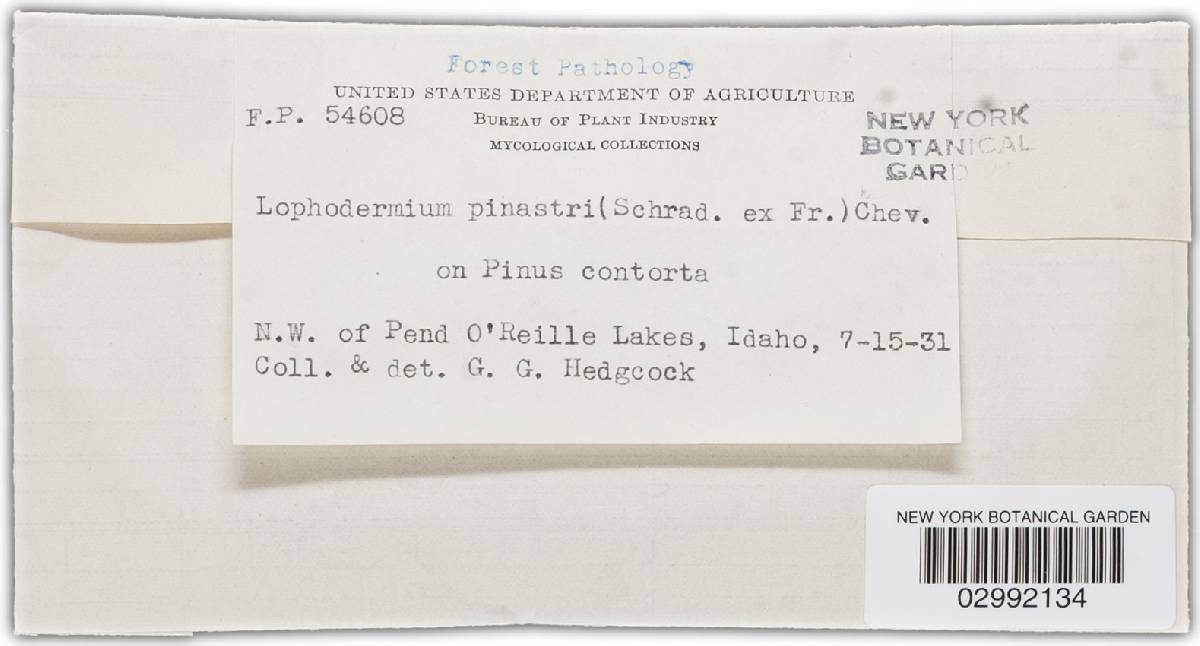 Forest Pathology
UNITED STATES DEPARTMENT OF AGRICULTURE
F.P. 54608
BUREAU OF PLANT INDUSTRY
MYCOLOGICAL COLLECTIONS
NEW YORK
BOTANICAL
GARD
Lophodermium pinastri(Schrad. ex Fr.)Chev.
on Pinus contorta
N.W. of Pend O'Reille Lakes, Idaho, 7-15-31
Coll. & det. G. G. Hedgcock
NEW YORK BOTANICAL GARDEN
02992134